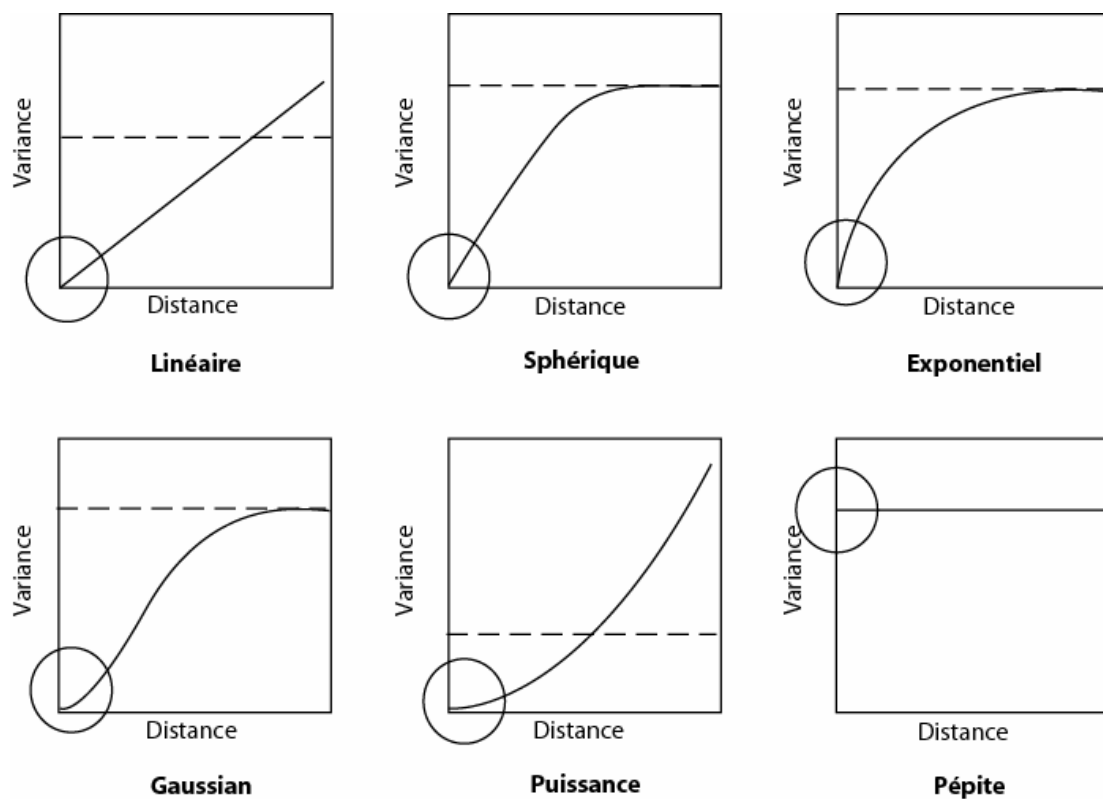 Variance
Distance
Linéaire
Variance
Distance
Sphérique
Variance
Distance
Exponentiel
Variance
Distance
Gaussian
Variance
Distance
Puissance
Variance
Distance
Pépite